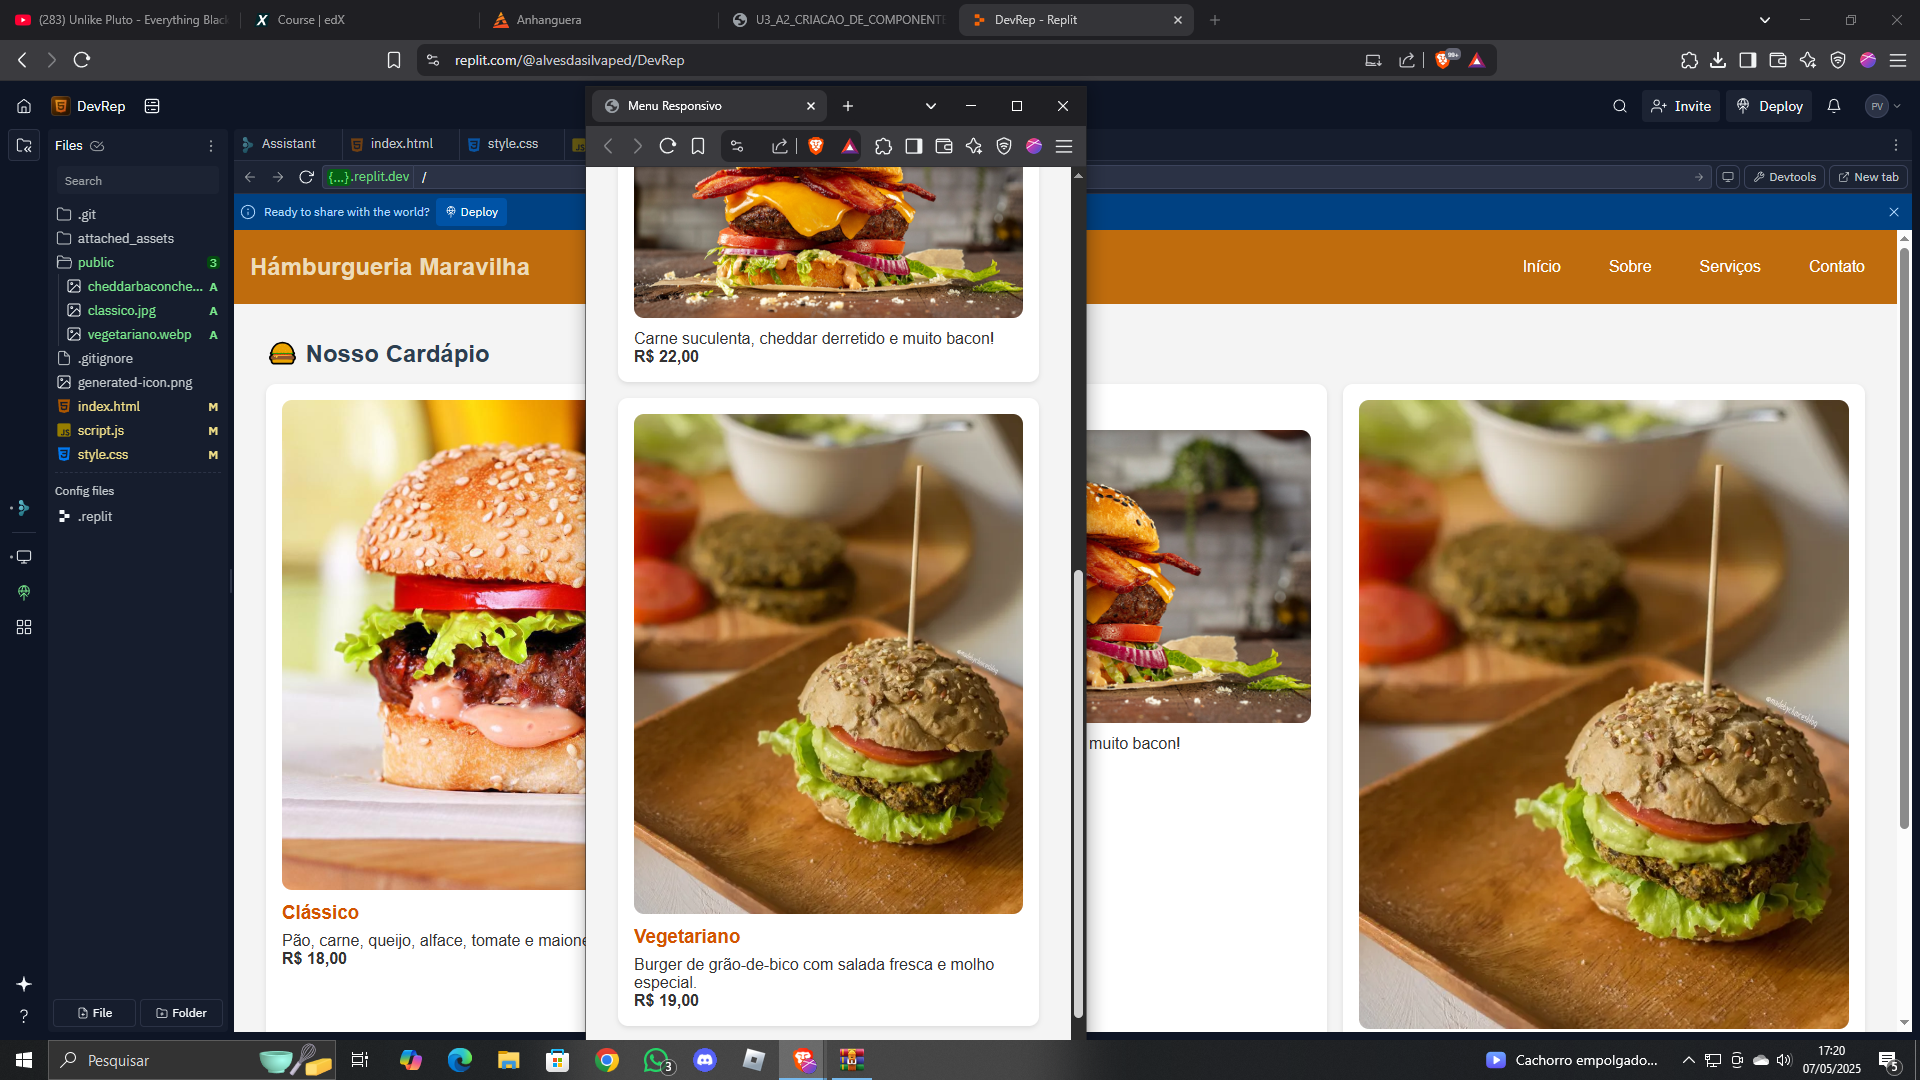 (283) Unlike Pluto - Everything Black
Course | edX
Anhanguera
U3_A2_CRIACAO_DE_COMPONENTE
DevRep - Replit
replit.com/@alvesdasilvaped/DevRep
99+
DevRep
Invite
Deploy
PV
Files
Search
.git
attached_assets
public
3
cheddarbaconche...
A
classico.jpg
A
vegetariano.webp
A
.gitignore
generated-icon.png
index.html
M
script.js
M
style.css
M
Config files
.replit
File
Folder
Assistant
index.html
style.css
{...}.replit.dev
/
Devtools
New tab
Ready to share with the world?
Deploy
Hámburgueria Maravilha
Início
Sobre
Serviços
Contato
Nosso Cardápio
Clássico
Pão, carne, queijo, alface, tomate e maione
R$ 18,00
muito bacon!
Menu Responsivo
Carne suculenta, cheddar derretido e muito bacon!
R$ 22,00
Vegetariano
Burger de grão-de-bico com salada fresca e molho
especial.
R$ 19,00
Pesquisar
3
Cachorro empolgado...
17:20
07/05/2025
5